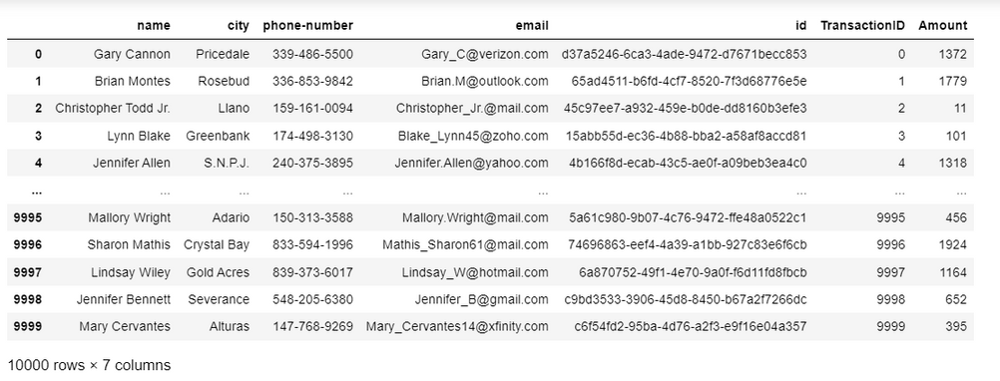 name city phone-number email id TransactionID Amount
0 Gary Cannon Pricedale 339-486-5500 Gary_C@verizon.com d37a5246-6ca3-4ade-9472-d7671becc853 0 1372
1 Brian Montes Rosebud 336-853-9842 Brian.M@outlook.com 65ad4511-b6fd-4cf7-8520-7f3d68776e5e 1 1779
2 Christopher Todd Jr. Llano 159-161-0094 Christopher_Jr.@mail.com 45c97ee7-a932-459e-b0de-dd8160b3efe3 2 11
3 Lynn Blake Greenbank 174-498-3130 Blake_Lynn45@zoho.com 15abb55d-ec36-4b88-bba2-a58af8accd81 3 101
4 Jennifer Allen S.N.P.J. 240-375-3895 Jennifer.Allen@yahoo.com 4b166f8d-ecab-43c5-ae0f-a09beb3ea4c0 4 1318
... ... ... ... ... ... ... ...
9995 Mallory Wright Adario 150-313-3588 Mallory.Wright@mail.com 5a61c980-9b07-4c76-9472-ffe48a0522c1 9995 456
9996 Sharon Mathis Crystal Bay 833-594-1996 Mathis_Sharon61@mail.com 74696863-eef4-4a39-a1bb-927c83e6f6cb 9996 1924
9997 Lindsay Wiley Gold Acres 839-373-6017 Lindsay_W@hotmail.com 6a870752-49f1-4e70-9a0f-f6d11fd8fbcb 9997 1164
9998 Jennifer Bennett Severance 548-205-6380 Jennifer_B@gmail.com c9bd3533-3906-45d8-8450-b67a2f7266dc 9998 652
9999 Mary Cervantes Alturas 147-768-9269 Mary_Cervantes14@xfinity.com c6f54fd2-95ba-4d76-a2f3-e9f16e04a357 9999 395
10000 rows × 7 columns